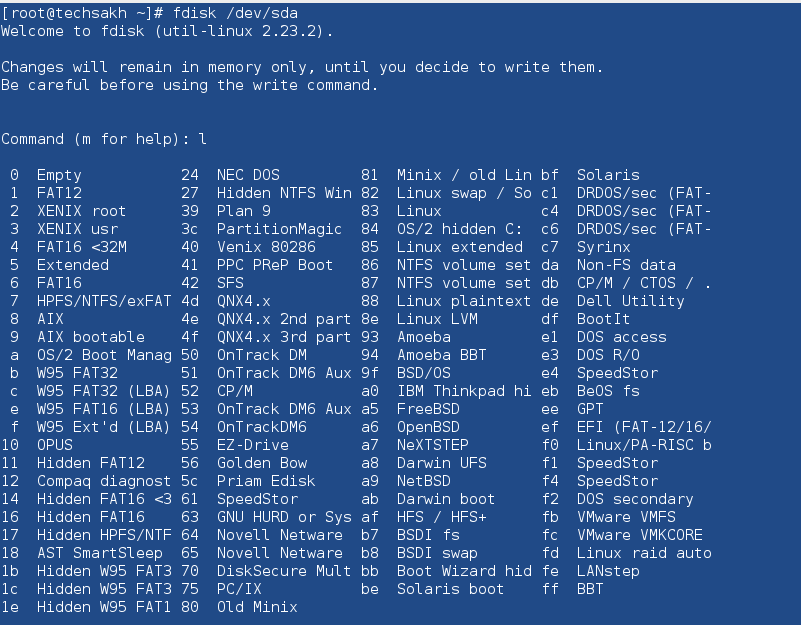 [root@techsakh ~]# fdisk /dev/sda
Welcome to fdisk (util-linux 2.23.2).

Changes will remain in memory only, until you decide to write them.
Be careful before using the write command.


Command (m for help): l

 0  Empty           24  NEC DOS         81  Minix / old Lin bf  Solaris
 1  FAT12           27  Hidden NTFS Win 82  Linux swap / So c1  DRDOS/sec (FAT-
 2  XENIX root      39  Plan 9          83  Linux           c4  DRDOS/sec (FAT-
 3  XENIX usr       3c  PartitionMagic  84  OS/2 hidden C:  c6  DRDOS/sec (FAT-
 4  FAT16 <32M      40  Venix 80286     85  Linux extended  c7  Syrinx
 5  Extended        41  PPC PReP Boot   86  NTFS volume set da  Non-FS data
 6  FAT16           42  SFS             87  NTFS volume set db  CP/M / CTOS / .
 7  HPFS/NTFS/exFAT 4d  QNX4.x          88  Linux plaintext de  Dell Utility
 8  AIX             4e  QNX4.x 2nd part 8e  Linux LVM       df  BootIt
 9  AIX bootable    4f  QNX4.x 3rd part 93  Amoeba          e1  DOS access
 a  OS/2 Boot Manag 50  OnTrack DM      94  Amoeba BBT      e3  DOS R/O
 b  W95 FAT32       51  OnTrack DM6 Aux 9f  BSD/OS          e4  SpeedStor
 c  W95 FAT32 (LBA) 52  CP/M            a0  IBM Thinkpad hi eb  BeOS fs
 e  W95 FAT16 (LBA) 53  OnTrack DM6 Aux a5  FreeBSD         ee  GPT
 f  W95 Ext'd (LBA) 54  OnTrackDM6      a6  OpenBSD         ef  EFI (FAT-12/16/
10  OPUS            55  EZ-Drive        a7  NeXTSTEP        f0  Linux/PA-RISC b
11  Hidden FAT12    56  Golden Bow      a8  Darwin UFS      f1  SpeedStor
12  Compaq diagnost 5c  Priam Edisk     a9  NetBSD          f4  SpeedStor
14  Hidden FAT16 <3 61  SpeedStor       ab  Darwin boot     f2  DOS secondary
16  Hidden FAT16    63  GNU HURD or Sys af  HFS / HFS+      fb  VMware VMFS
17  Hidden HPFS/NTF 64  Novell Netware  b7  BSDI fs         fc  VMware VMKCORE
18  AST SmartSleep  65  Novell Netware  b8  BSDI swap       fd  Linux raid auto
1b  Hidden W95 FAT3 70  DiskSecure Mult bb  Boot Wizard hid fe  LANstep
1c  Hidden W95 FAT3 75  PC/IX           be  Solaris boot    ff  BBT
1e  Hidden W95 FAT1 80  Old Minix